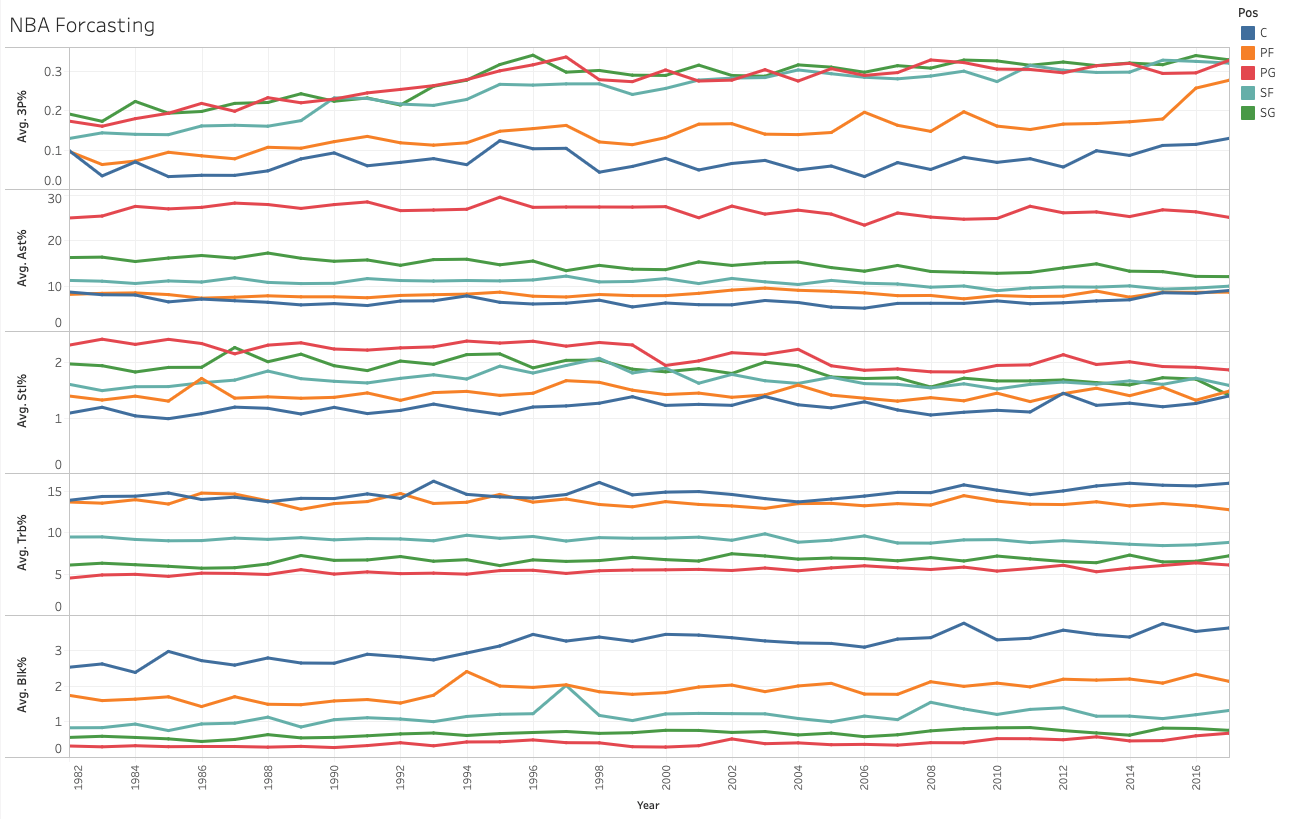 NBA Forcasting
Pos
C
PF
PG
SF
SG
Avg. 3P%
0.3
0.2
0.1
0.0
Avg. Ast%
30
20
10
0
Avg. Stl%
2
1
0
Avg. Trb%
15
10
5
0
Avg. Blk%
3
2
1
0
1982 1984 1986 1988 1990 1992 1994 1996 1998 2000 2002 2004 2006 2008 2010 2012 2014 2016
Year